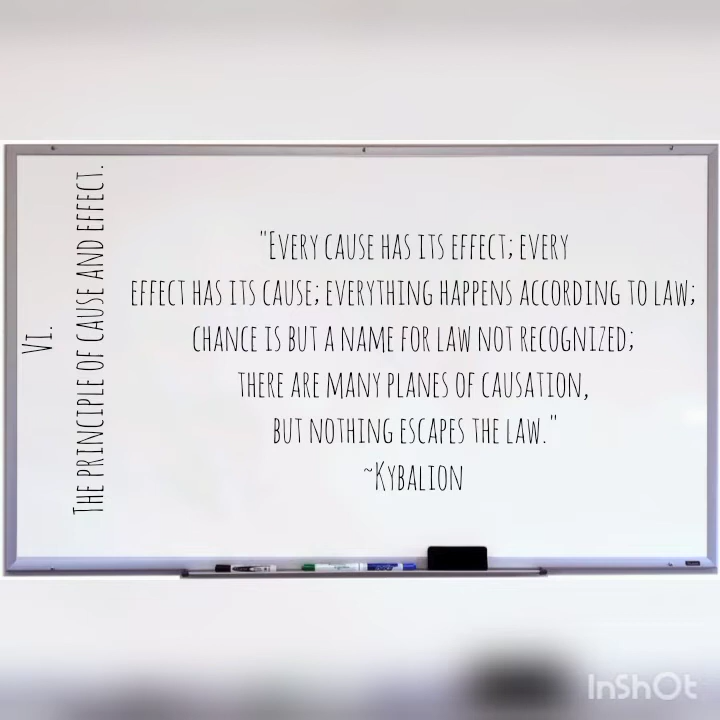 VI.
THE PRINCIPLE OF CAUSE AND EFFECT.
"EVERY CAUSE HAS ITS EFFECT; EVERY
EFFECT HAS ITS CAUSE; EVERYTHING HAPPENS ACCORDING TO LAW;
CHANCE IS BUT A NAME FOR LAW NOT RECOGNIZED;
THERE ARE MANY PLANES OF CAUSATION,
BUT NOTHING ESCAPES THE LAW."
~KYBALION
InShOt